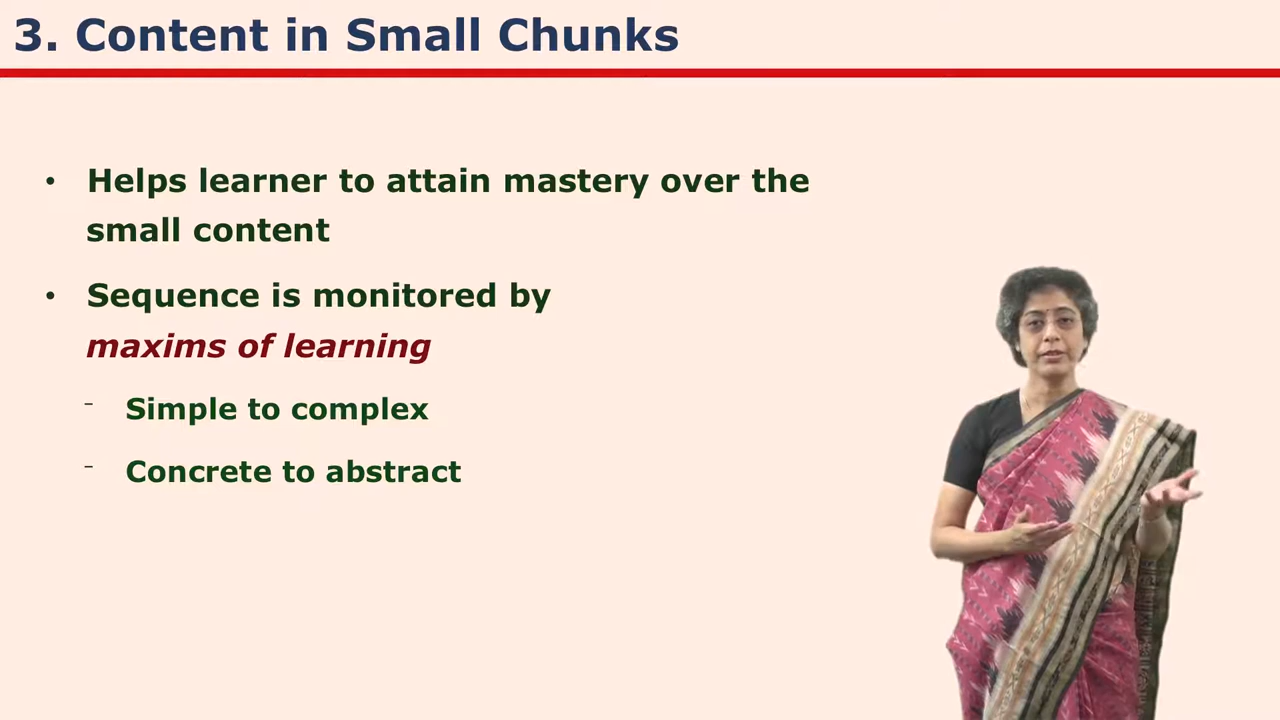 3. Content in Small Chunks
• Helps learner to attain mastery over the
small content
• Sequence is monitored by
maxims of learning
- Simple to complex
- Concrete to abstract